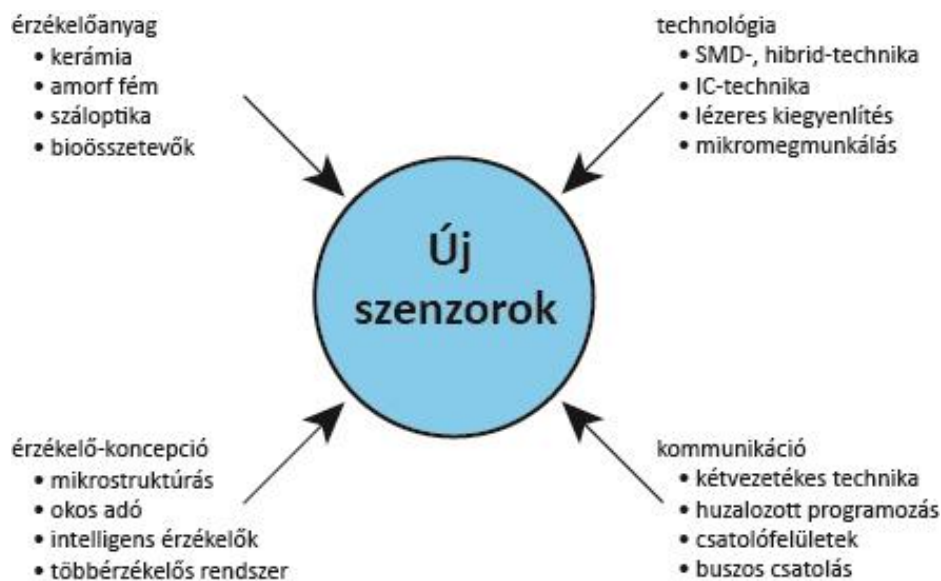 érzékelőanyag
• kerámia
• amorf fém
• száloptika
• bioösszetevők
technológia
• SMD-, hibrid-technika
• IC-technika
• lézeres kiegyenlítés
• mikromegmunkálás
Új
szenzorok
érzékelő-koncepció
• mikrostruktúrás
• okos adó
• intelligens érzékelők
• többérzékelős rendszer
kommunikáció
• kétvezetékes technika
• huzalozott programozás
• csatolófelületek
• buszos csatolás